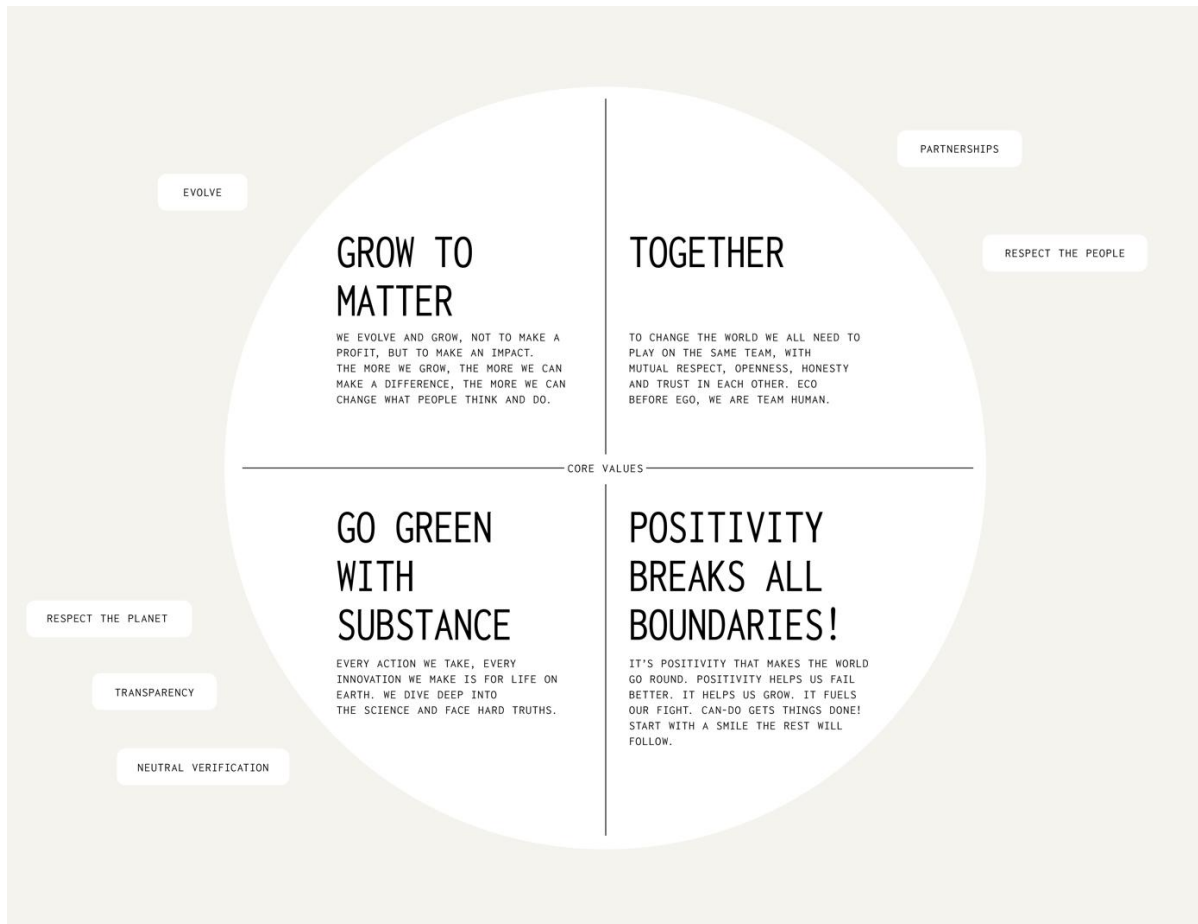 PARTNERSHIPS
EVOLVE
RESPECT THE PEOPLE
GROW TO
MATTER
WE EVOLVE AND GROW, NOT TO MAKE A
PROFIT, BUT TO MAKE AN IMPACT.
THE MORE WE GROW, THE MORE WE CAN
MAKE A DIFFERENCE, THE MORE WE CAN
CHANGE WHAT PEOPLE THINK AND DO.
TOGETHER
TO CHANGE THE WORLD WE ALL NEED TO
PLAY ON THE SAME TEAM, WITH
MUTUAL RESPECT, OPENNESS, HONESTY
AND TRUST IN EACH OTHER. ECO
BEFORE EGO, WE ARE TEAM HUMAN.
CORE VALUES
GO GREEN
WITH
SUBSTANCE
EVERY ACTION WE TAKE, EVERY
INNOVATION WE MAKE IS FOR LIFE ON
EARTH. WE DIVE DEEP INTO
THE SCIENCE AND FACE HARD TRUTHS.
POSITIVITY
BREAKS ALL
BOUNDARIES!
IT'S POSITIVITY THAT MAKES THE WORLD
GO ROUND. POSITIVITY HELPS US FAIL
BETTER. IT HELPS US GROW. IT FUELS
OUR FIGHT. CAN-DO GETS THINGS DONE!
START WITH A SMILE THE REST WILL
FOLLOW.
RESPECT THE PLANET
TRANSPARENCY
NEUTRAL VERIFICATION